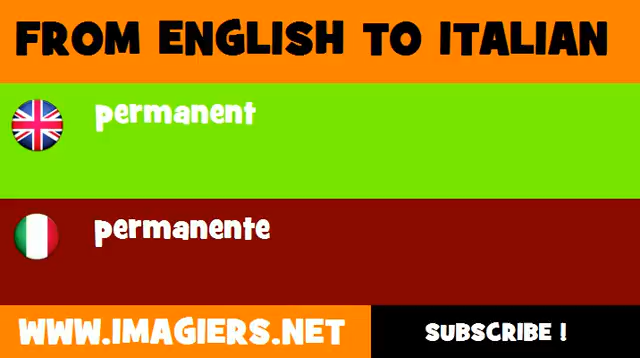 FROM ENGLISH TO ITALIAN
permanent
permanente
WWW.IMAGIERS.NET
SUBSCRIBE !